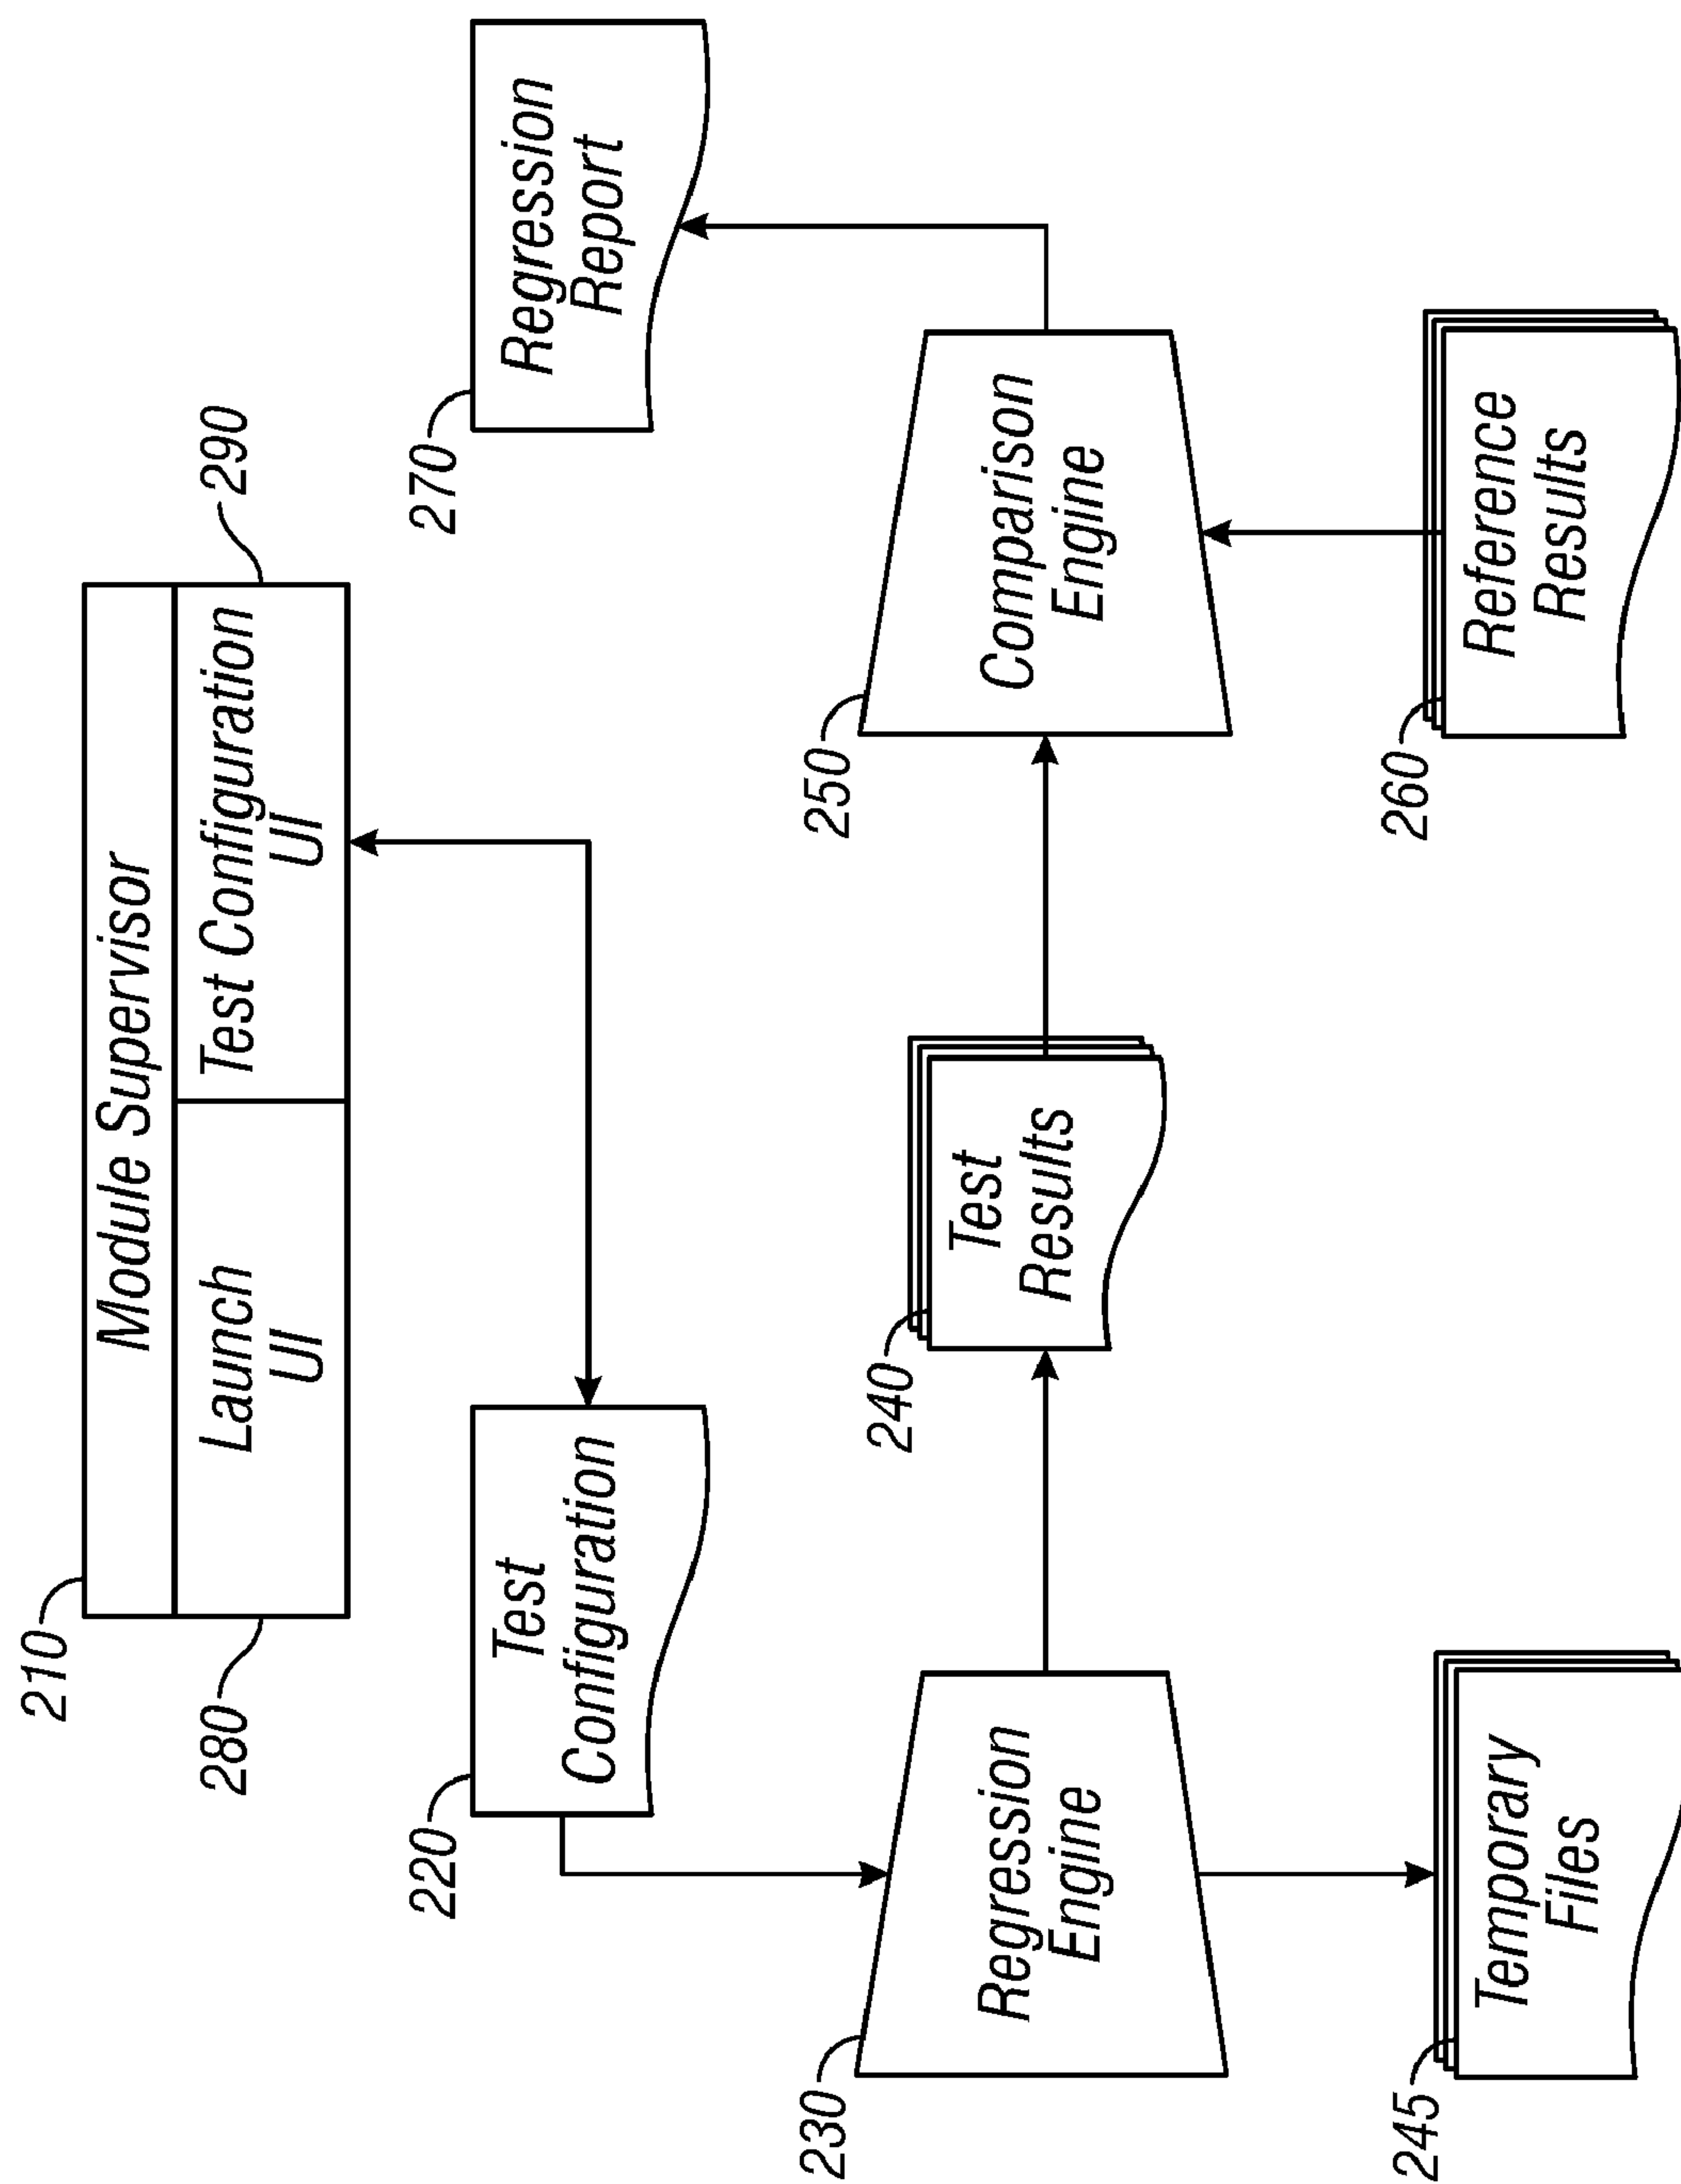 210
Module Supervisor
280
Launch
UI
Test Configuration
UI
290
220
Test
Configuration
270
Regression
Report
230
Regression
Engine
240
Test
Results
250
Comparison
Engine
245
Temporary
Files
260
Reference
Results